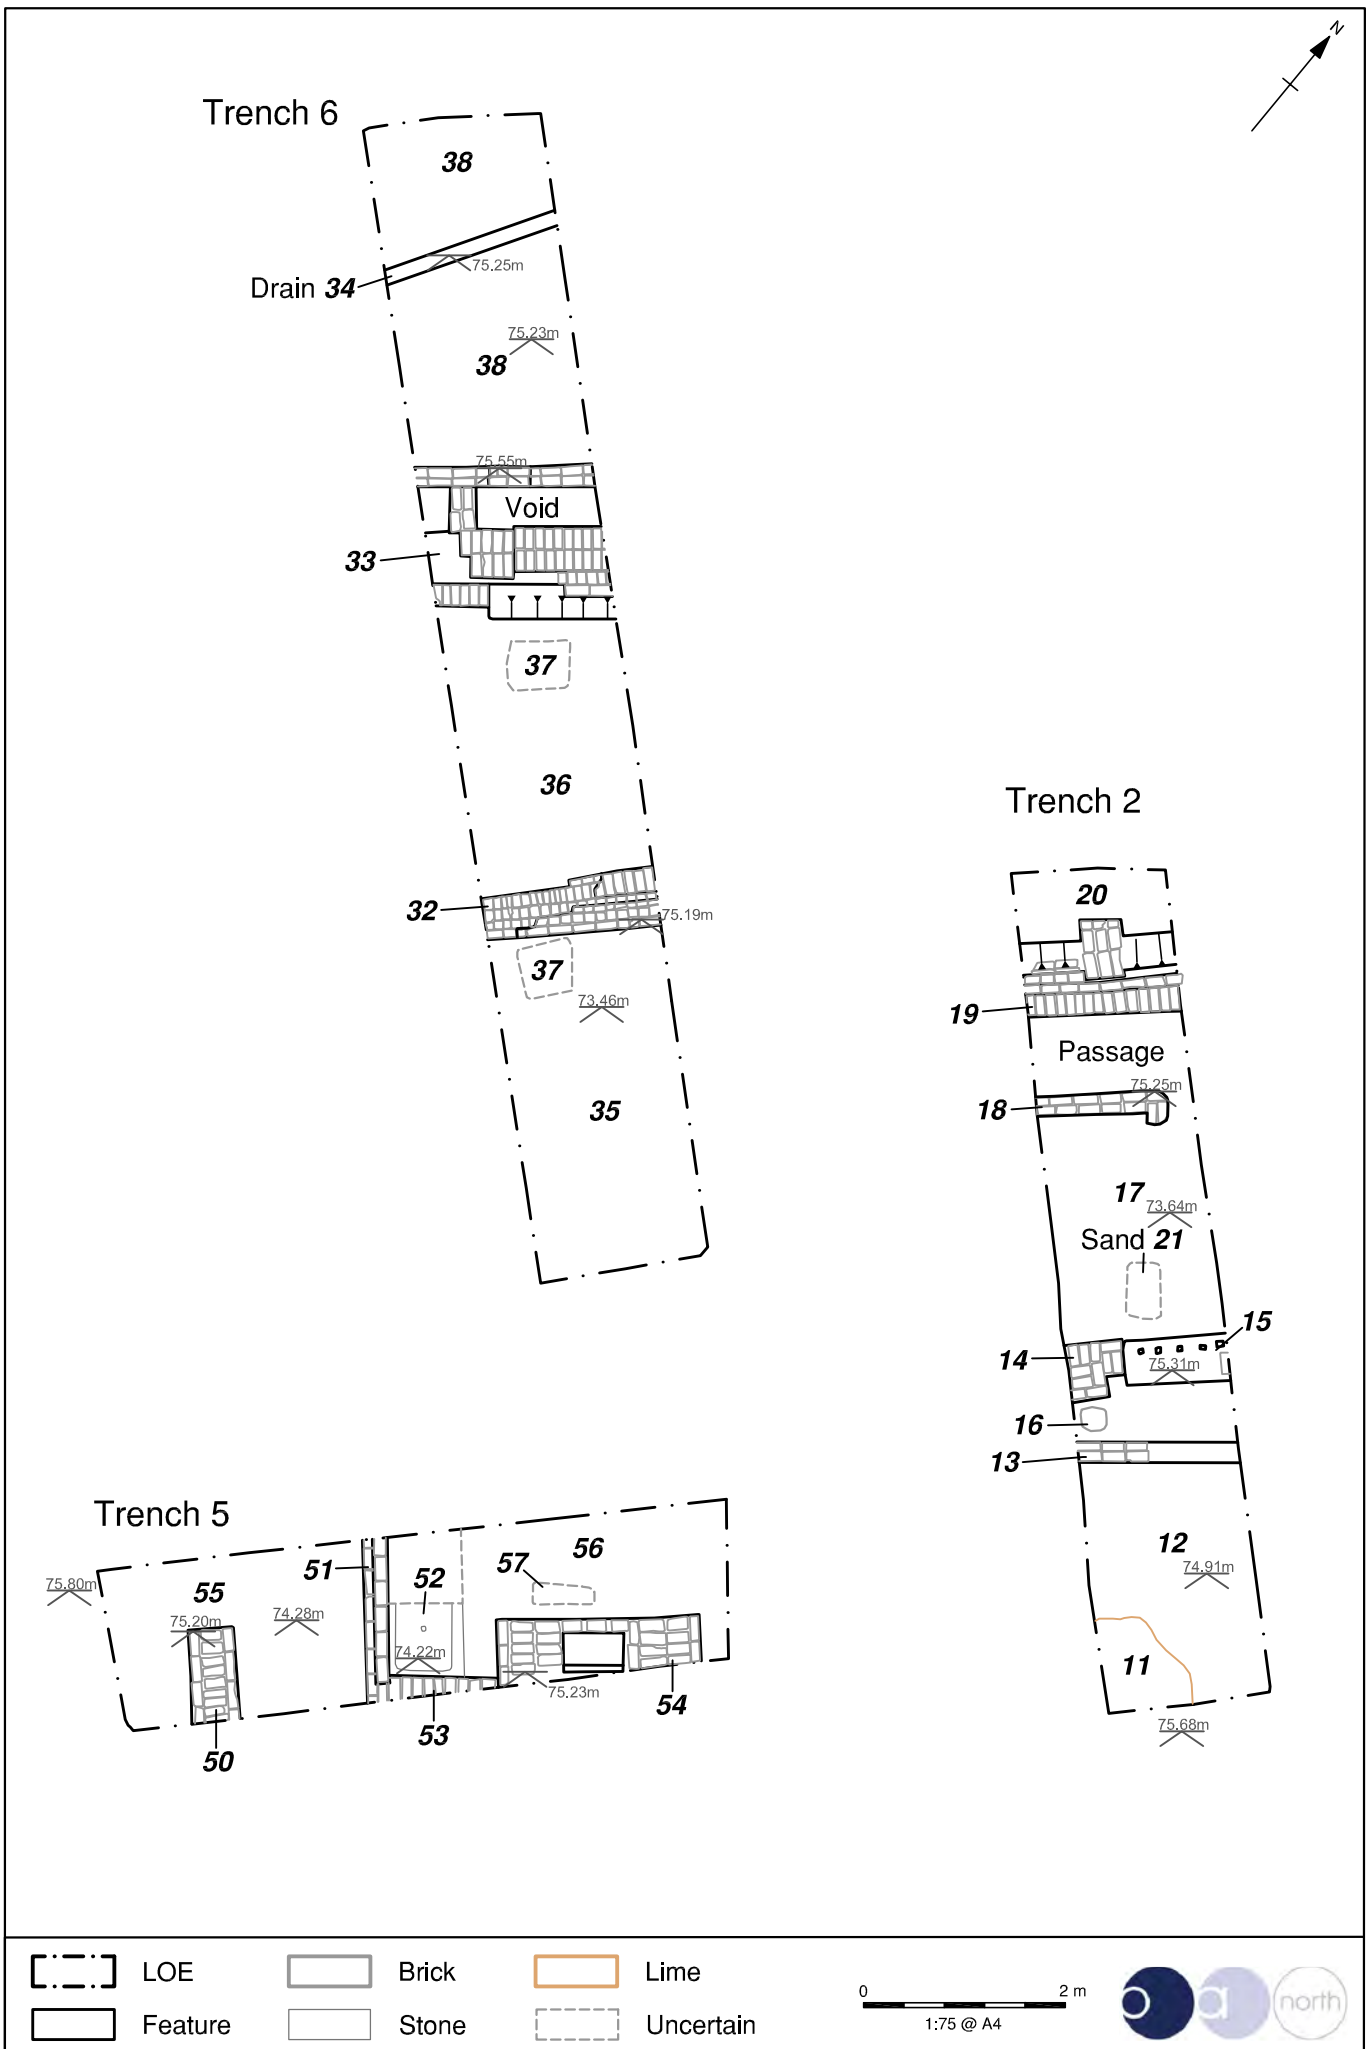 N
Trench 6
38
75.25m
Drain 34
75.23m
38
75.55m
Void
33
37
36
32
75.19m
37
73.46m
35
Trench 2
20
19
Passage
75.25m
18
17
73.64m
Sand 21
15
14
75.31m
16
13
12
74.91m
11
75.68m
Trench 5
51
52
57
56
75.80m
55
75.20m
74.28m
74.22m
75.23m
54
53
50
LOE
Brick
Lime
Feature
Stone
Uncertain
0 2 m
1:75 @ A4
o a north